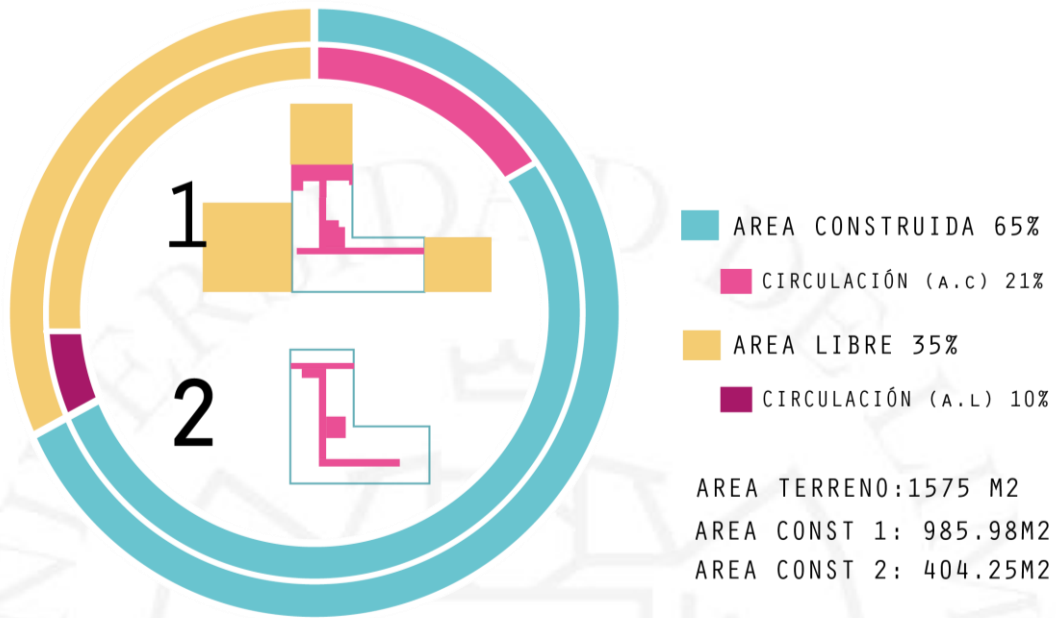 1
2
AREA CONSTRUIDA 65%
CIRCULACIÓN (A.C) 21%
AREA LIBRE 35%
CIRCULACIÓN (A.L) 10%
AREA TERRENO:1575 M2
AREA CONST 1: 985.98M2
AREA CONST 2: 404.25M2